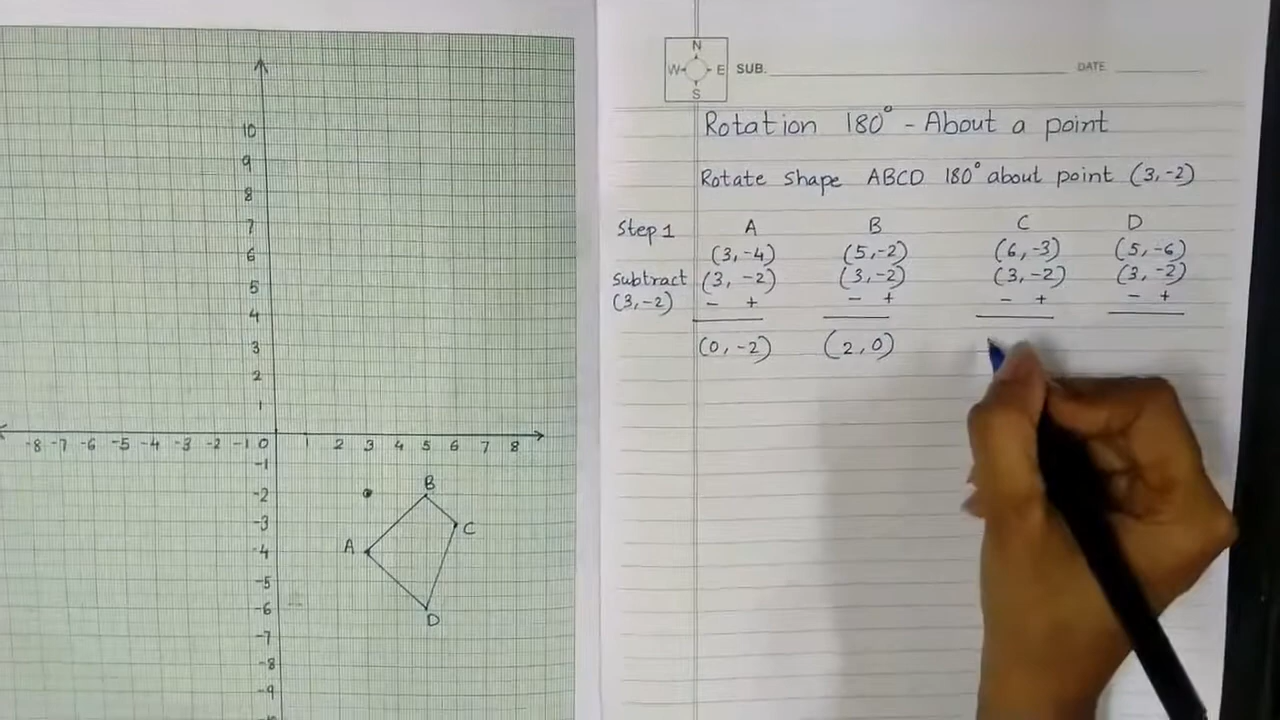 N
W E SUB. DATE
S
Rotation 180° - About a point
Rotate shape ABCD 180° about point (3,-2)
Step 1 A B C D
(3,-4) (5,-2) (6,-3) (5,-6)
subtract (3, -2) (3,-2) (3,-2) (3,-2)
(3,-2) - + - + - + - +
(0,-2) (2,0)
10
9
8
7
6
5
4
3
2
1
-8 -7 -6 -5 -4 -3 -2 -1 0 1 2 3 4 5 6 7 8
-1
B
-2
-3 C
A -4
-5
-6
D
-7
-8
-9